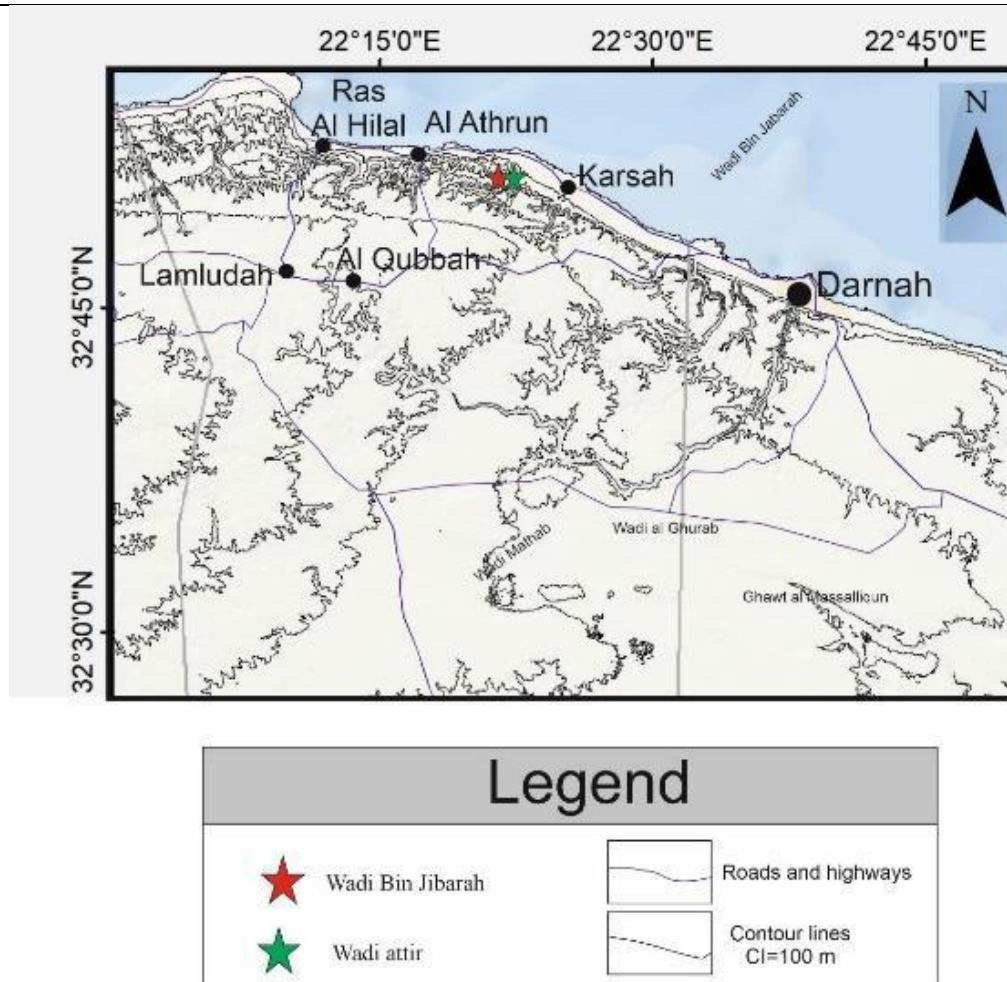 22°15'0"E
22°30'0"E
22°45'0"E
32°45'0"N
32°30'0"N
N
Ras
Al Hilal
Al Athrun
Wadi Bin Jabarah
Karsah
Lamludah
Al Qubbah
Darnah
Wadi al Ghurab
Wadi Mathab
Ghawt al Massallicun
Legend
Wadi Bin Jibarah
Roads and highways
Wadi attir
Contour lines
CI=100 m